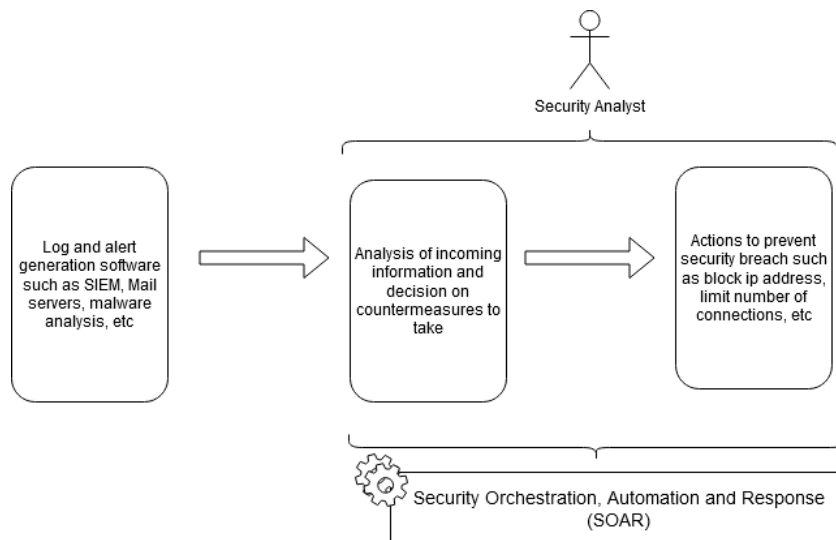 Security Analyst
Log and alert
generation software
such as SIEM, Mail
servers, malware
analysis, etc
Analysis of incoming
information and
decision on
countermeasures to
take
Actions to prevent
security breach such
as block ip address,
limit number of
connections, etc
Security Orchestration, Automation and Response
(SOAR)